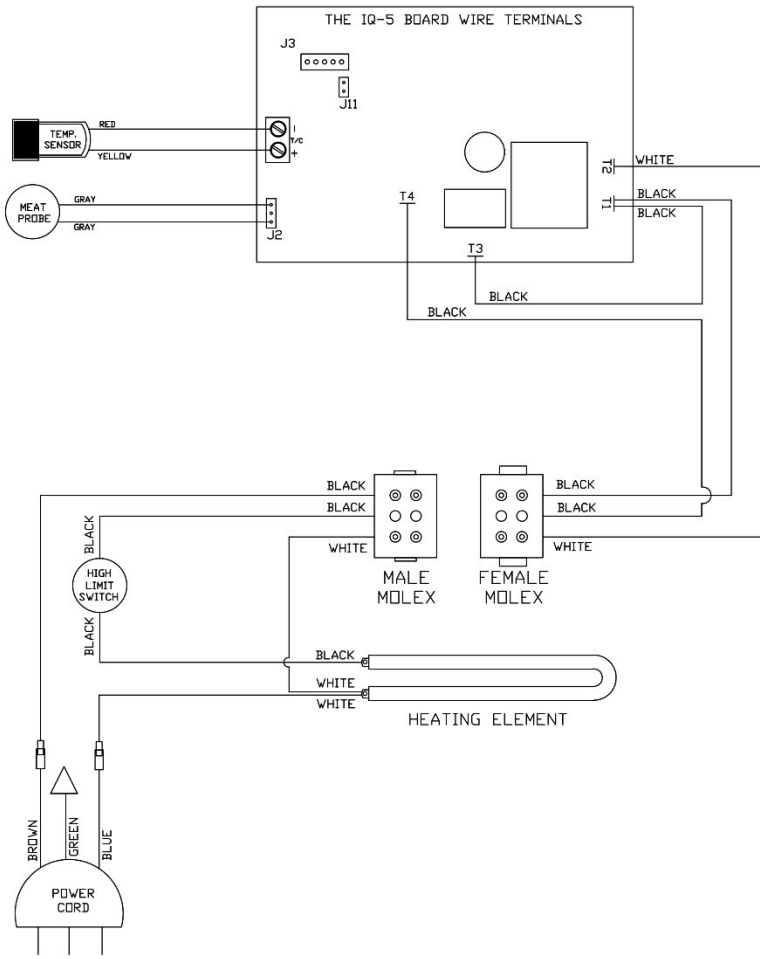 THE IQ-5 BOARD WIRE TERMINALS
J3
J11
RED
TEMP.
SENSOR
T/C
-
+
YELLOW
T2
WHITE
GRAY
MEAT
PROBE
GRAY
J2
T4
T1
BLACK
BLACK
T3
BLACK
BLACK
BLACK
BLACK
BLACK
BLACK
BLACK
WHITE
WHITE
HIGH
LIMIT
SWITCH
MALE
MOLEX
FEMALE
MOLEX
BLACK
BLACK
WHITE
WHITE
HEATING ELEMENT
BROWN
GREEN
BLUE
POWER
CORD